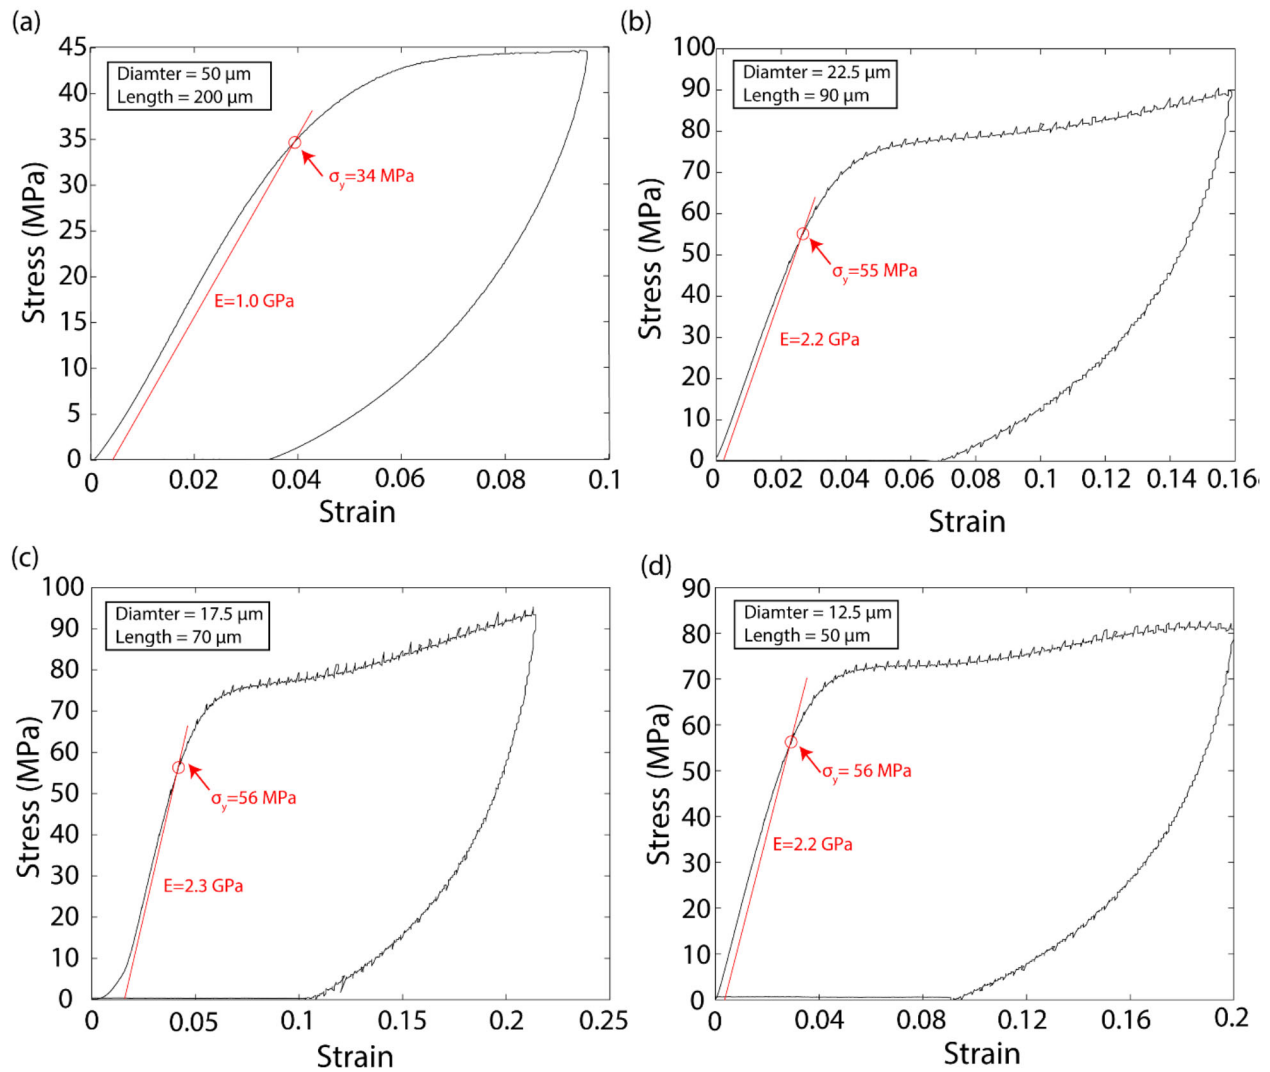 (a)
45
40
35
30
25
20
15
10
5
0
Stress (MPa)
Diamter = 50 μm
Length = 200 μm
σy=34 MPa
E=1.0 GPa
0 0.02 0.04 0.06 0.08 0.1
Strain
(b)
100
90
80
70
60
50
40
30
20
10
0
Stress (MPa)
Diamter = 22.5 μm
Length = 90 μm
σy=55 MPa
E=2.2 GPa
0 0.02 0.04 0.06 0.08 0.1 0.12 0.14 0.16
Strain
(c)
100
90
80
70
60
50
40
30
20
10
0
Stress (MPa)
Diamter = 17.5 μm
Length = 70 μm
σy=56 MPa
E=2.3 GPa
0 0.05 0.1 0.15 0.2 0.25
Strain
(d)
90
80
70
60
50
40
30
20
10
0
Stress (MPa)
Diamter = 12.5 μm
Length = 50 μm
σy= 56 MPa
E=2.2 GPa
0 0.04 0.08 0.12 0.16 0.2
Strain